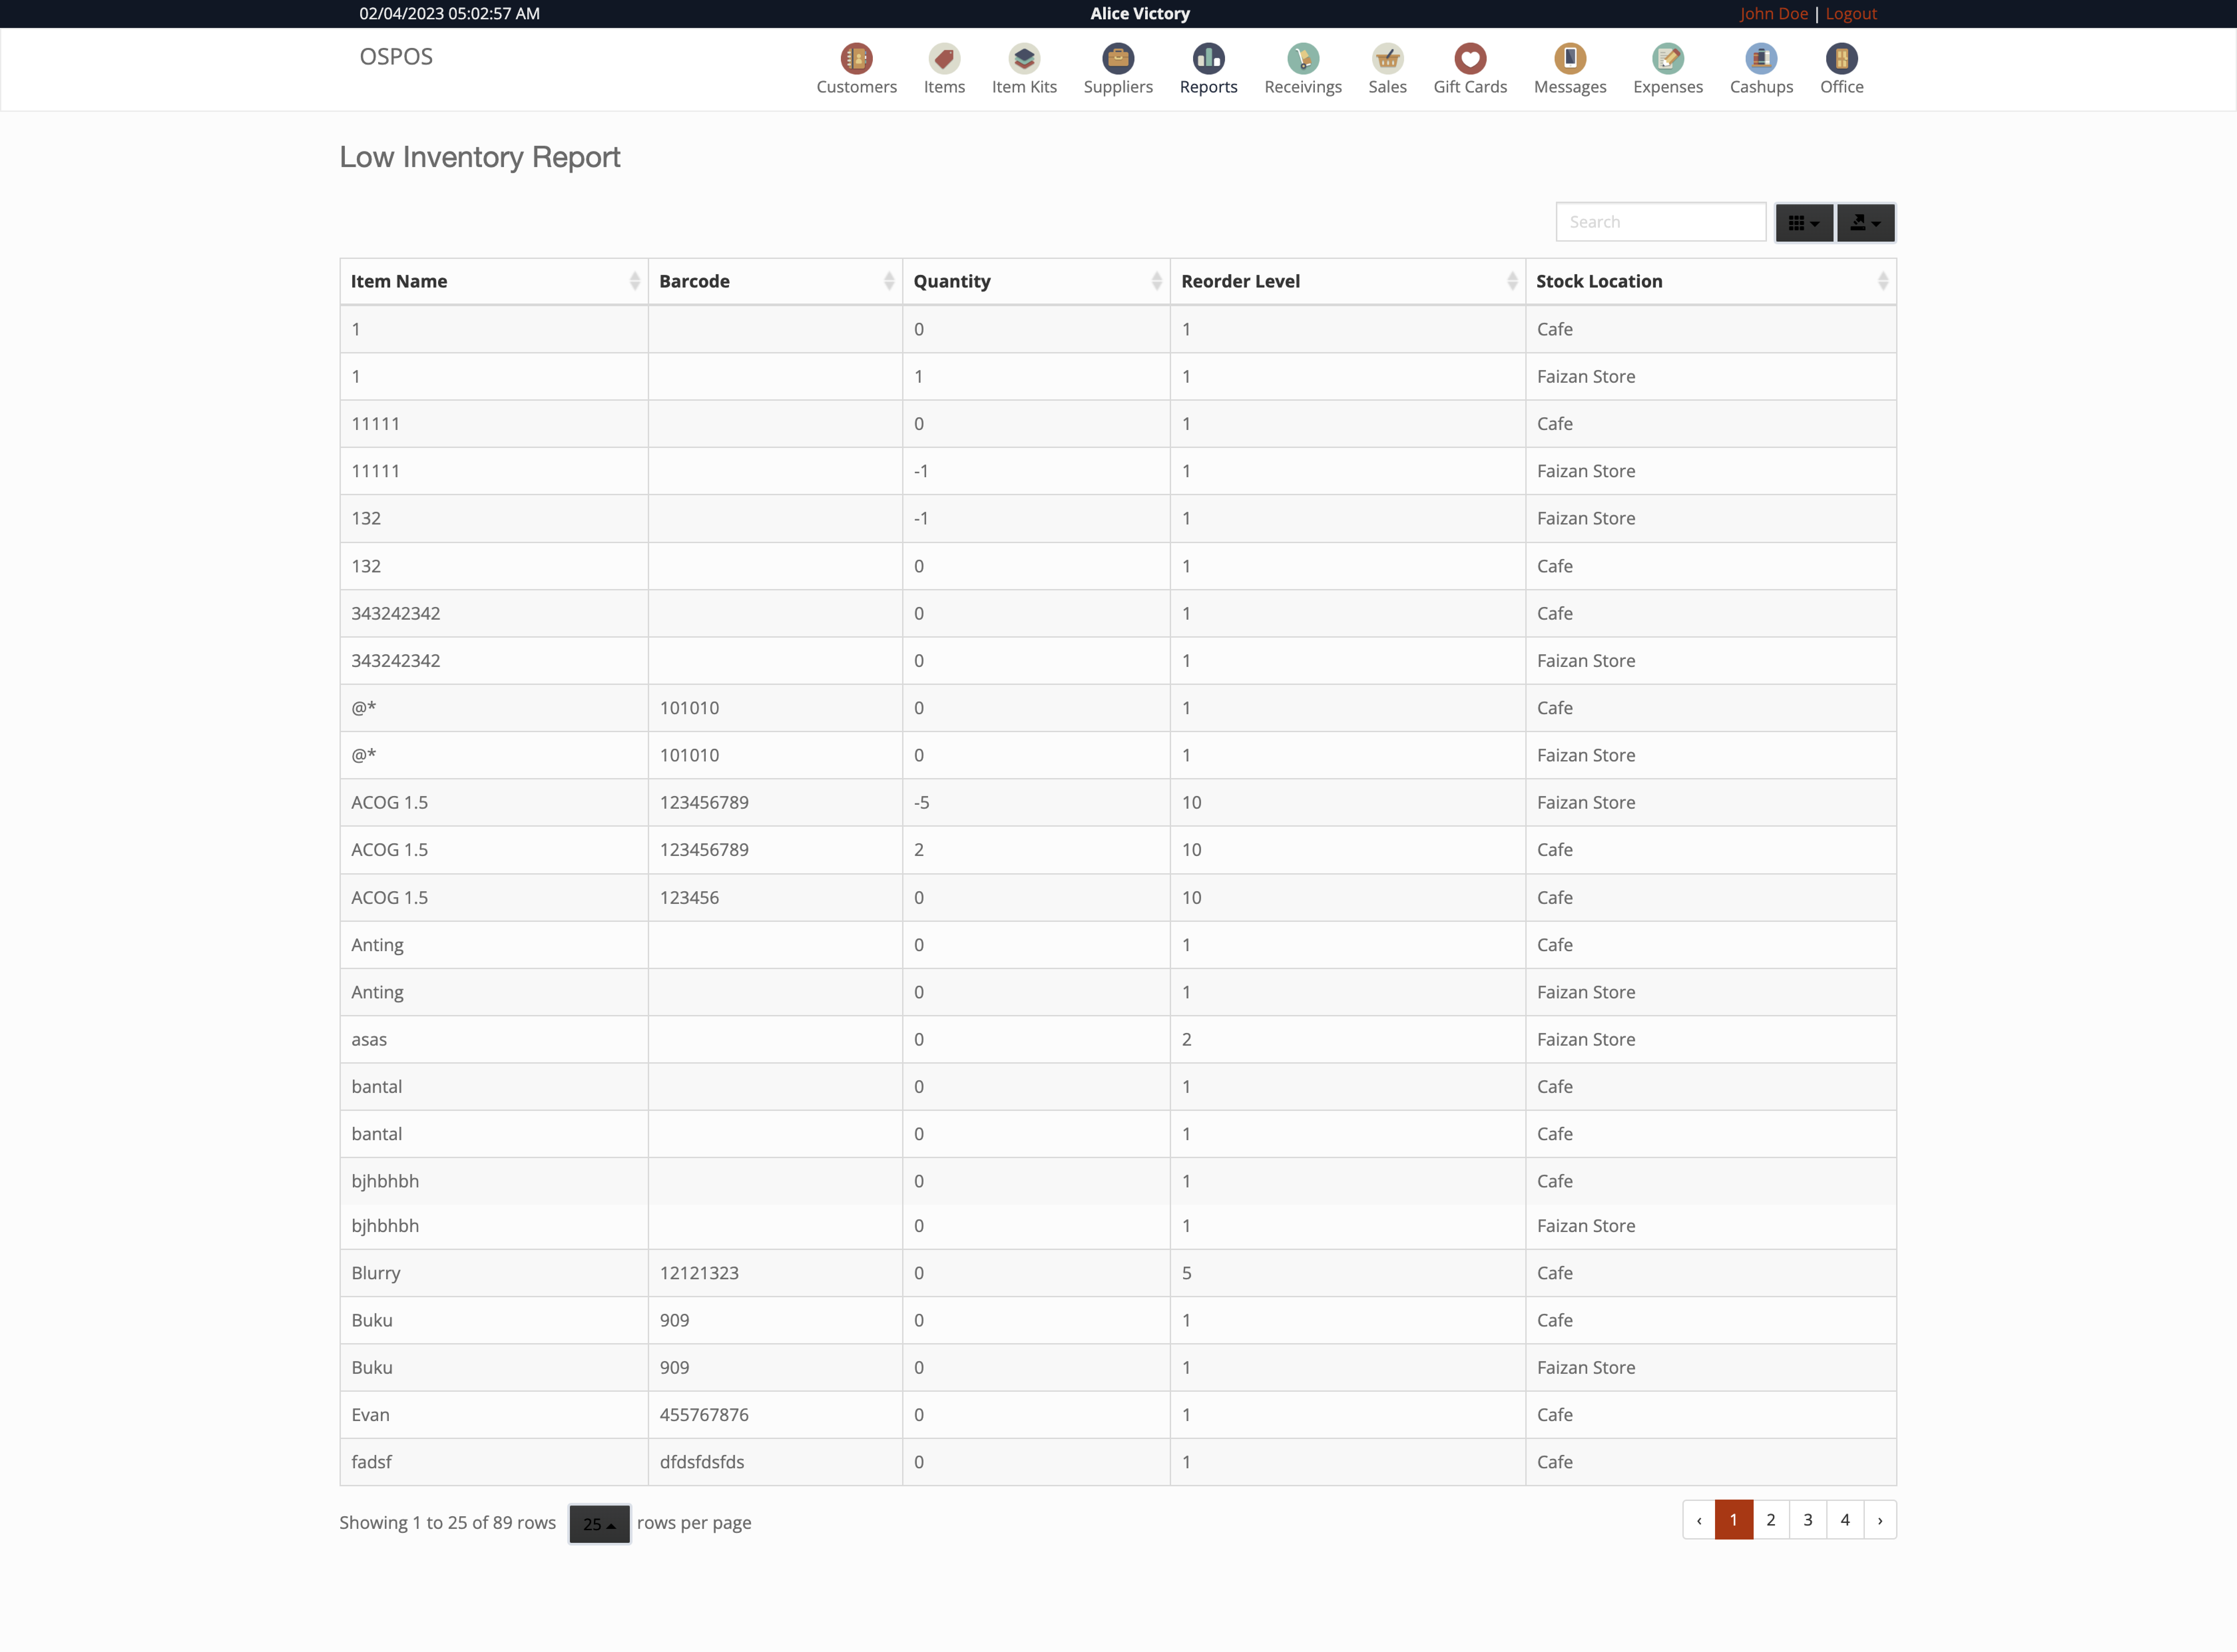 02/04/2023 05:02:57 AM Alice Victory John Doe | Logout
OSPOS
Customers Items Item Kits Suppliers Reports Receivings Sales Gift Cards Messages Expenses Cashups Office
Low Inventory Report
Search
Item Name Barcode Quantity Reorder Level Stock Location
1 0 1 Cafe
1 1 1 Faizan Store
11111 0 1 Cafe
11111 -1 1 Faizan Store
132 -1 1 Faizan Store
132 0 1 Cafe
343242342 0 1 Cafe
343242342 0 1 Faizan Store
@* 101010 0 1 Cafe
@* 101010 0 1 Faizan Store
ACOG 1.5 123456789 -5 10 Faizan Store
ACOG 1.5 123456789 2 10 Cafe
ACOG 1.5 123456 0 10 Cafe
Anting 0 1 Cafe
Anting 0 1 Faizan Store
asas 0 2 Faizan Store
bantal 0 1 Cafe
bantal 0 1 Cafe
bjhbhbh 0 1 Cafe
bjhbhbh 0 1 Faizan Store
Blurry 12121323 0 5 Cafe
Buku 909 0 1 Cafe
Buku 909 0 1 Faizan Store
Evan 455767876 0 1 Cafe
fadsf dfdsfdsfds 0 1 Cafe
Showing 1 to 25 of 89 rows 25 rows per page ‹ 1 2 3 4 ›